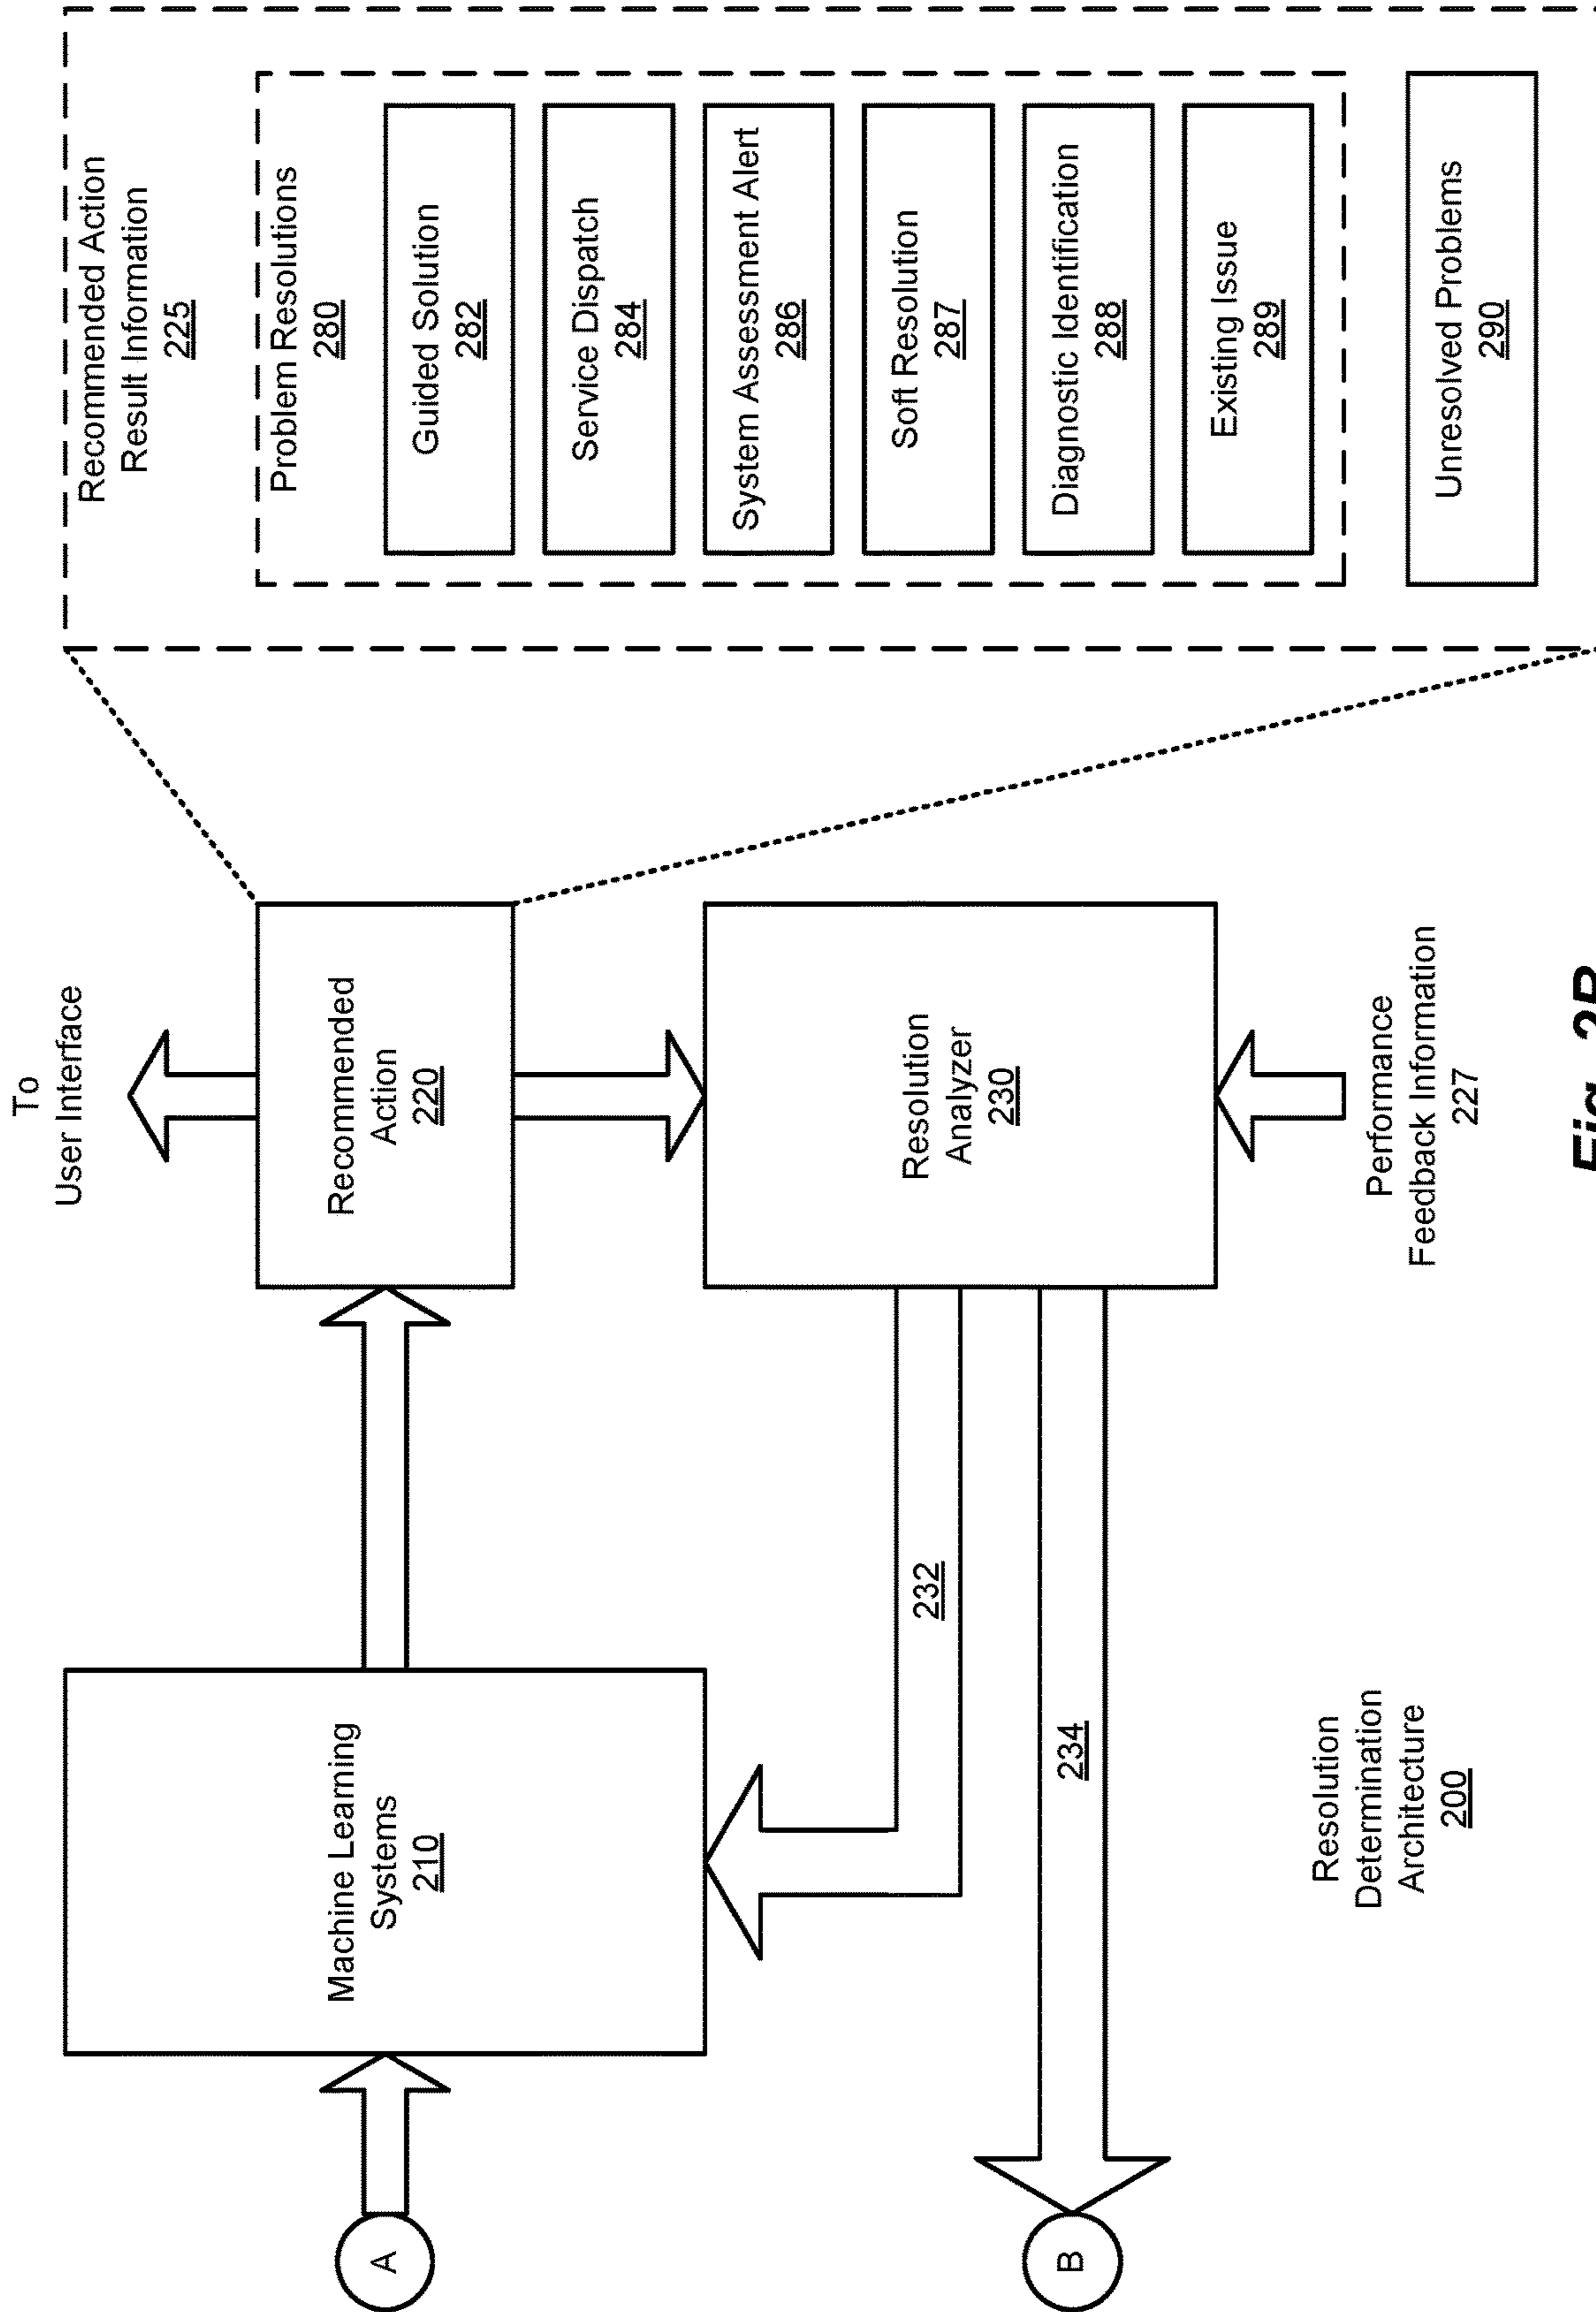 A
B
Machine Learning
Systems
210
232
234
Resolution
Determination
Architecture
200
To
User Interface
Recommended
Action
220
Resolution
Analyzer
230
Performance
Feedback Information
227
Recommended Action
Result Information
225
Problem Resolutions
280
Guided Solution
282
Service Dispatch
284
System Assessment Alert
286
Soft Resolution
287
Diagnostic Identification
288
Existing Issue
289
Unresolved Problems
290
Fig. 2B